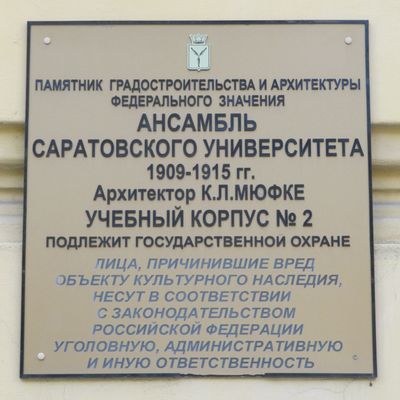 ПАМЯТНИК ГРАДОСТРОИТЕЛЬСТВА И АРХИТЕКТУРЫ
ФЕДЕРАЛЬНОГО ЗНАЧЕНИЯ
АНСАМБЛЬ
САРАТОВСКОГО УНИВЕРСИТЕТА
1909-1915 гг.
Архитектор К.Л.МЮФКЕ
УЧЕБНЫЙ КОРПУС № 2
ПОДЛЕЖИТ ГОСУДАРСТВЕННОЙ ОХРАНЕ
ЛИЦА, ПРИЧИНИВШИЕ ВРЕД
ОБЪЕКТУ КУЛЬТУРНОГО НАСЛЕДИЯ,
НЕСУТ В СООТВЕТСТВИИ
С ЗАКОНОДАТЕЛЬСТВОМ
РОССИЙСКОЙ ФЕДЕРАЦИИ
УГОЛОВНУЮ, АДМИНИСТРАТИВНУЮ
И ИНУЮ ОТВЕТСТВЕННОСТЬ